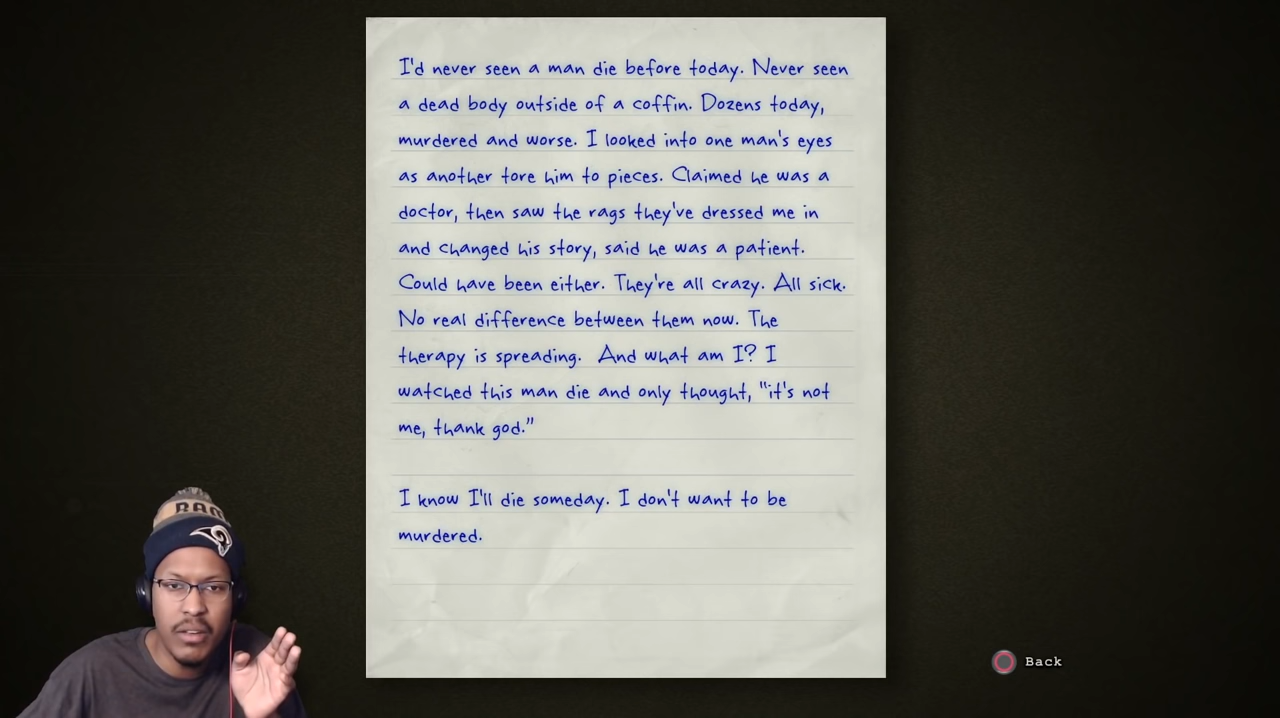 I'd never seen a man die before today. Never seen
a dead body outside of a coffin. Dozens today,
murdered and worse. I looked into one man's eyes
as another tore him to pieces. Claimed he was a
doctor, then saw the rags they've dressed me in
and changed his story, said he was a patient.
Could have been either. They're all crazy. All sick.
No real difference between them now. The
therapy is spreading.  And what am I? I
watched this man die and only thought, "it's not
me, thank god."
I know I'll die someday. I don't want to be
murdered.
Back